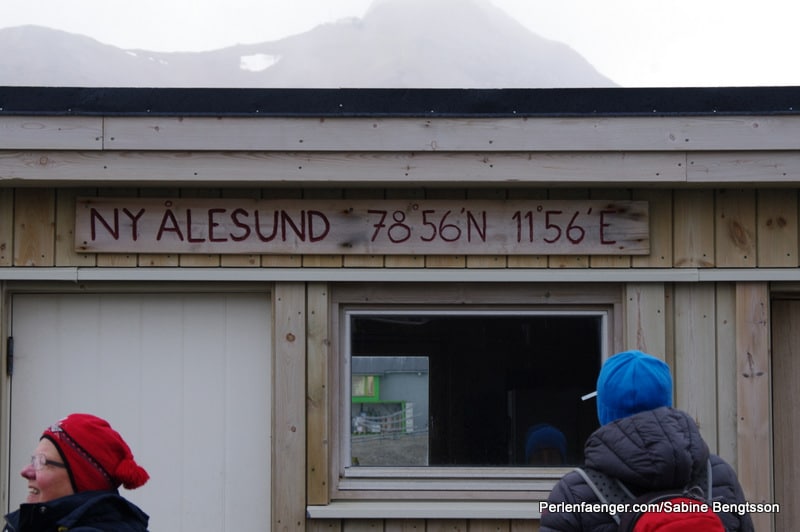 NY ÅLESUND 78°56'N 11°56'E
Perlenfaenger.com/Sabine Bengtsson